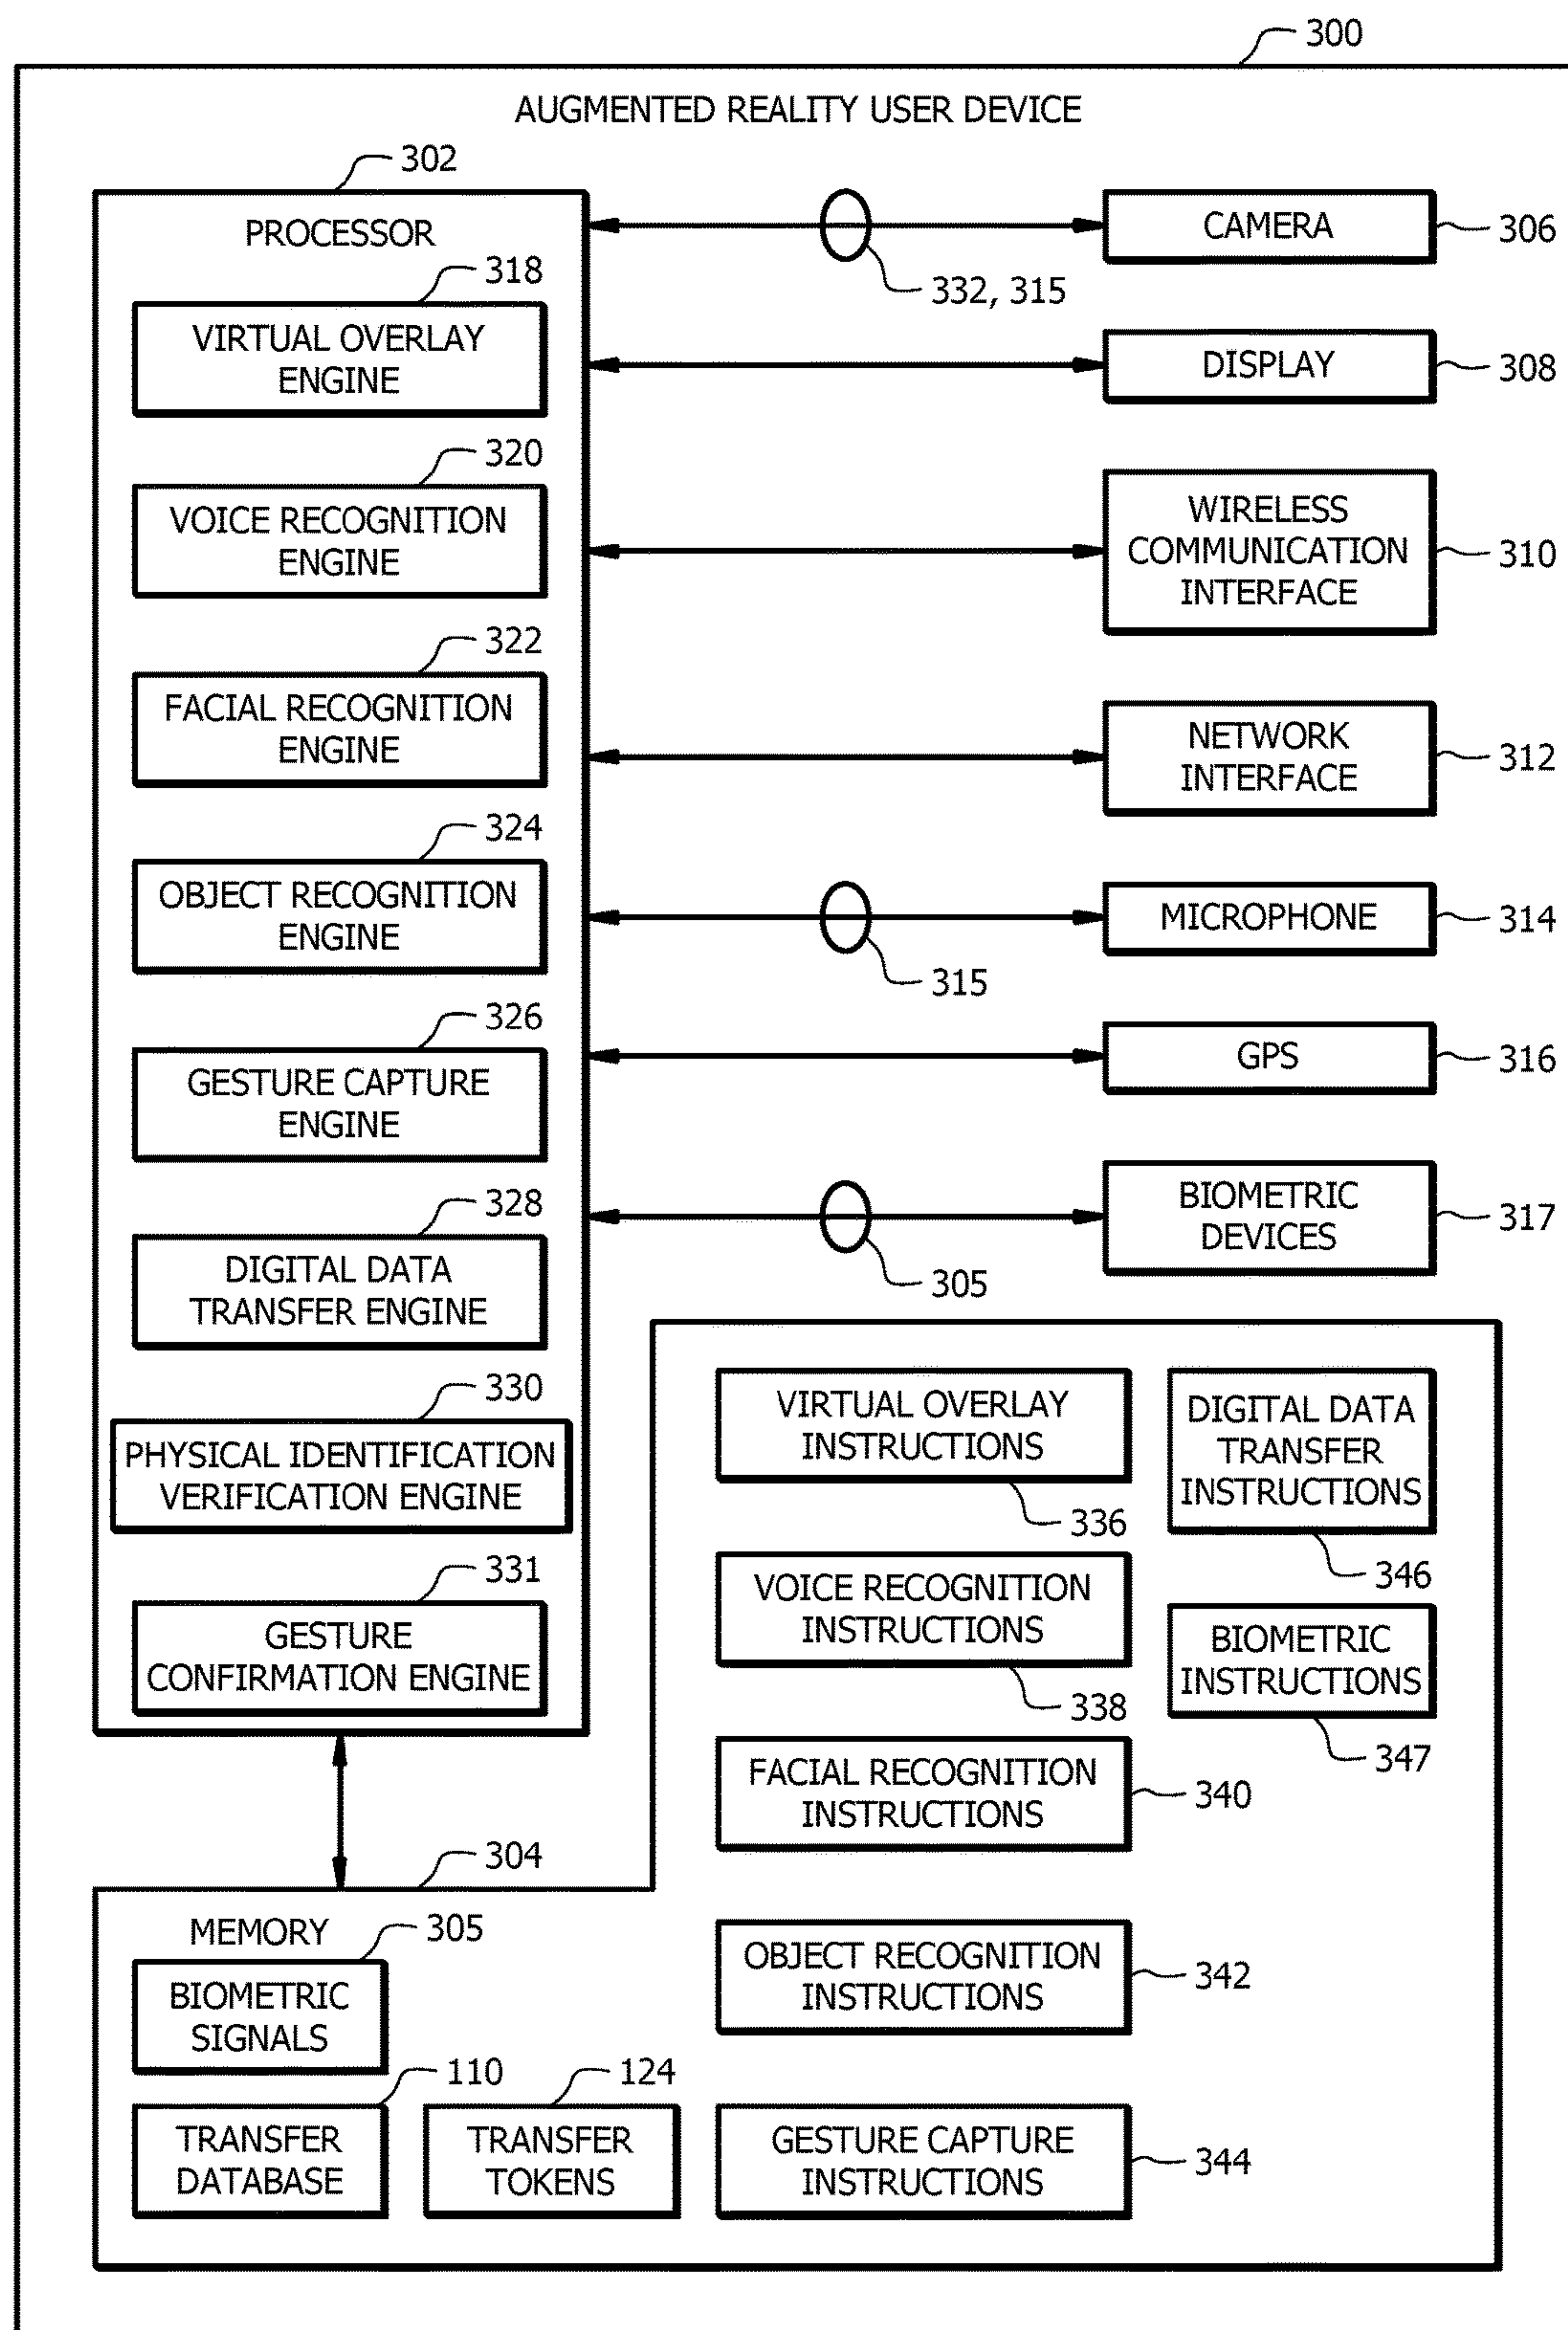 300
AUGMENTED REALITY USER DEVICE
302
PROCESSOR
318
VIRTUAL OVERLAY
ENGINE
320
VOICE RECOGNITION
ENGINE
322
FACIAL RECOGNITION
ENGINE
324
OBJECT RECOGNITION
ENGINE
326
GESTURE CAPTURE
ENGINE
328
DIGITAL DATA
TRANSFER ENGINE
330
PHYSICAL IDENTIFICATION
VERIFICATION ENGINE
331
GESTURE
CONFIRMATION ENGINE
332, 315
CAMERA
306
DISPLAY
308
WIRELESS
COMMUNICATION
INTERFACE
310
NETWORK
INTERFACE
312
MICROPHONE
314
315
GPS
316
BIOMETRIC
DEVICES
317
305
304
MEMORY
305
BIOMETRIC
SIGNALS
110
TRANSFER
DATABASE
124
TRANSFER
TOKENS
VIRTUAL OVERLAY
INSTRUCTIONS
336
VOICE RECOGNITION
INSTRUCTIONS
338
FACIAL RECOGNITION
INSTRUCTIONS
340
OBJECT RECOGNITION
INSTRUCTIONS
342
GESTURE CAPTURE
INSTRUCTIONS
344
DIGITAL DATA
TRANSFER
INSTRUCTIONS
346
BIOMETRIC
INSTRUCTIONS
347